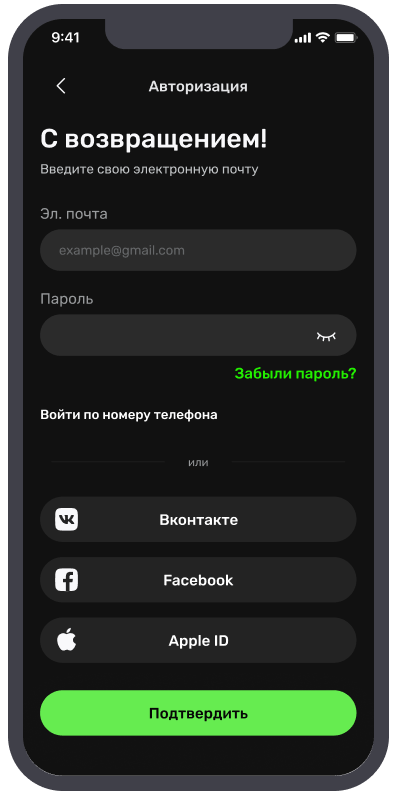 9:41
Авторизация
С возвращением!
Введите свою электронную почту
Эл. почта
example@gmail.com
Пароль
Забыли пароль?
Войти по номеру телефона
или
Вконтакте
Facebook
Apple ID
Подтвердить